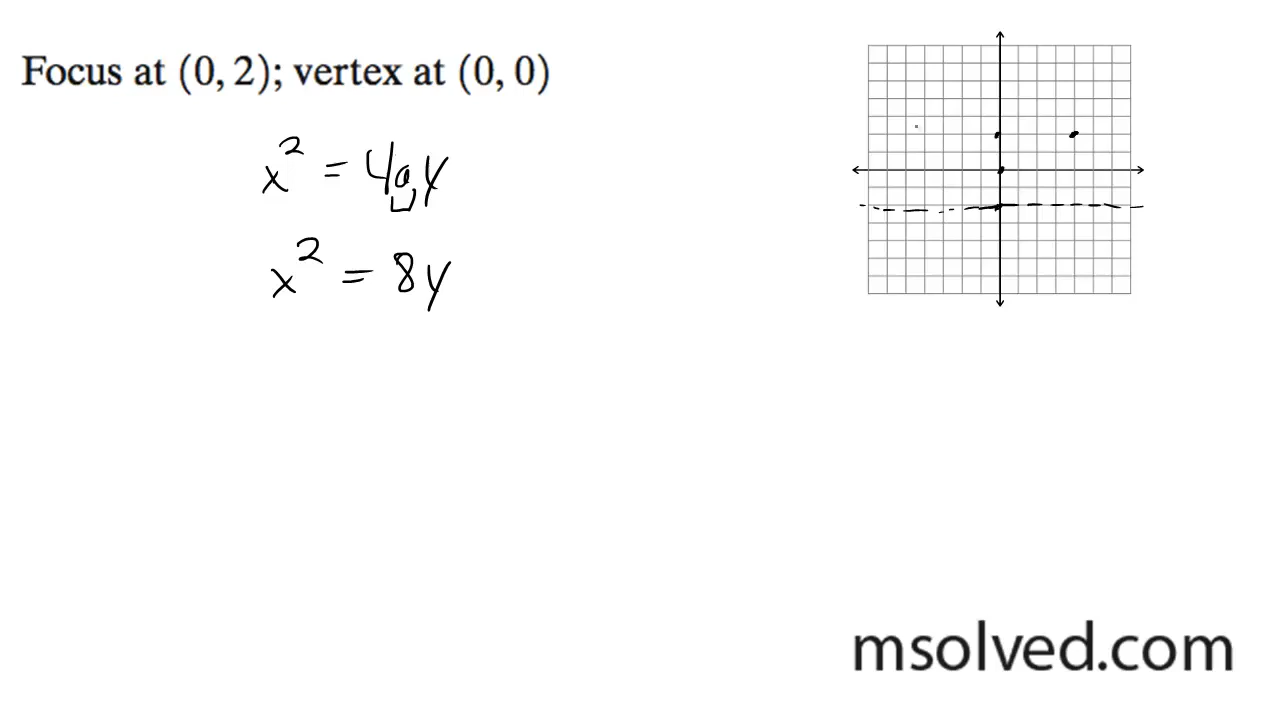 Focus at (0, 2); vertex at (0, 0)
x² = 4ay
x² = 8y
msolved.com